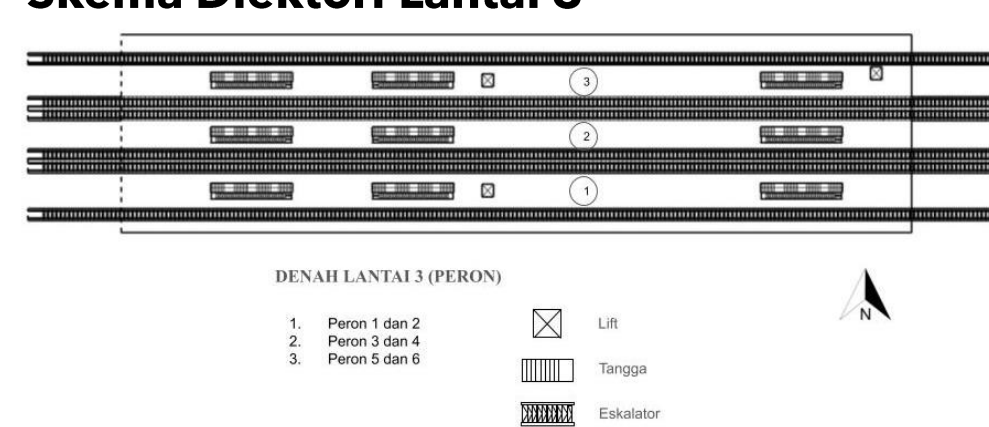 Skema Direktori Lantai 3
3
2
1
DENAH LANTAI 3 (PERON)
1. Peron 1 dan 2
2. Peron 3 dan 4
3. Peron 5 dan 6
Lift
Tangga
Eskalator
N